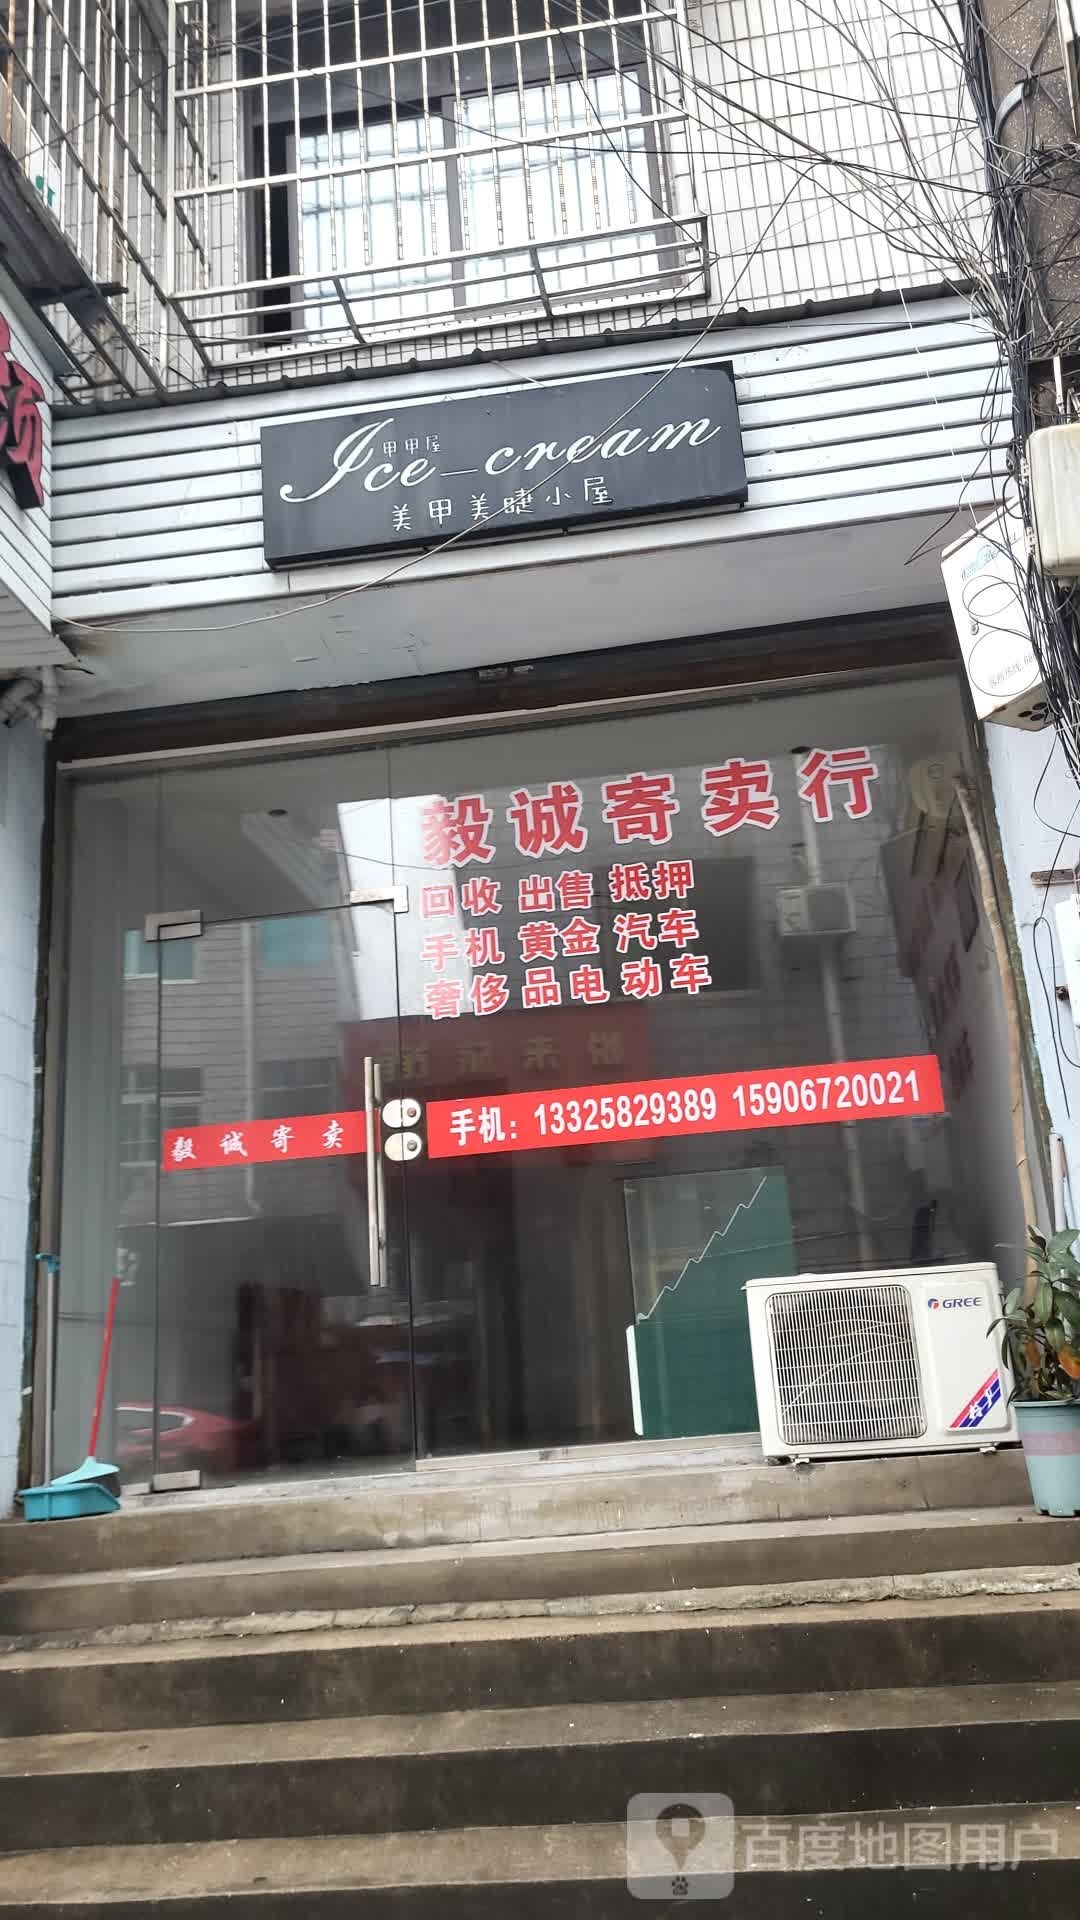 Ice-cream
甲甲屋
美甲美睫小屋
毅诚寄卖行
回收 出售 抵押
手机 黄金 汽车
奢侈品电动车
毅诚寄卖
手机：13325829389 15906720021
GREE
百度地图用户